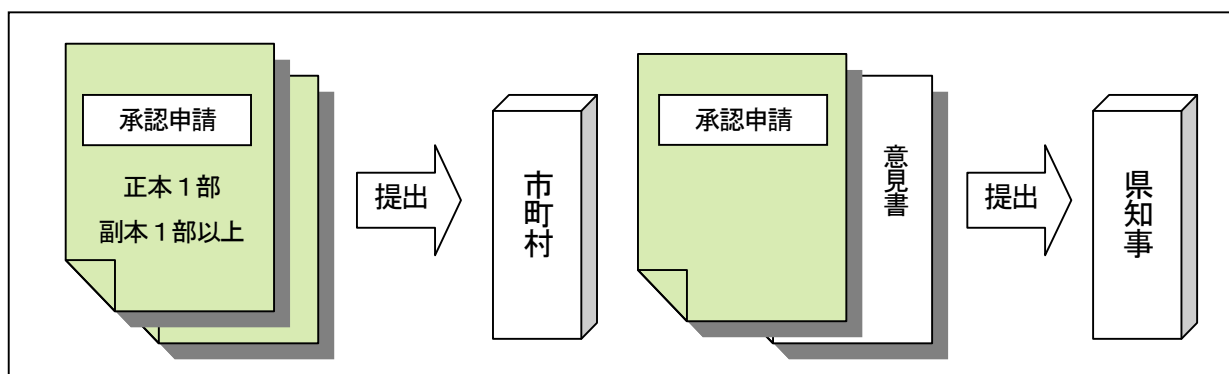 承認申請
正本１部
副本１部以上
提出
市町村
承認申請
意見書
提出
県知事